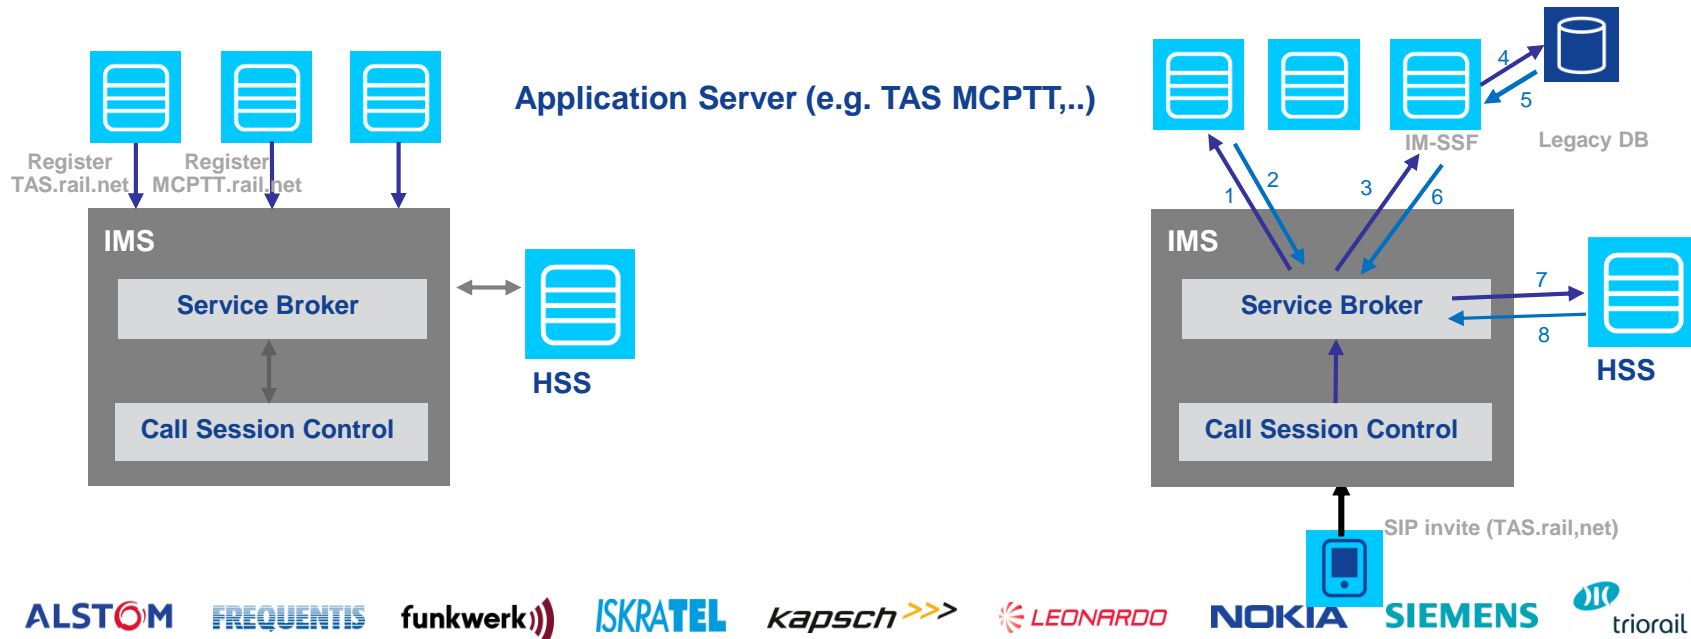 Application Server (e.g. TAS MCPTT,..)
Register
TAS.rail.net
Register
MCPTT.rail.net
IMS
Service Broker
Call Session Control
HSS
4
5
IM-SSF
Legacy DB
1
2
3
6
IMS
Service Broker
7
8
HSS
Call Session Control
SIP invite (TAS.rail,net)
ALSTOM
FREQUENTIS
funkwerk
ISKRATEL
kapsch >>>
LEONARDO
NOKIA
SIEMENS
triorail